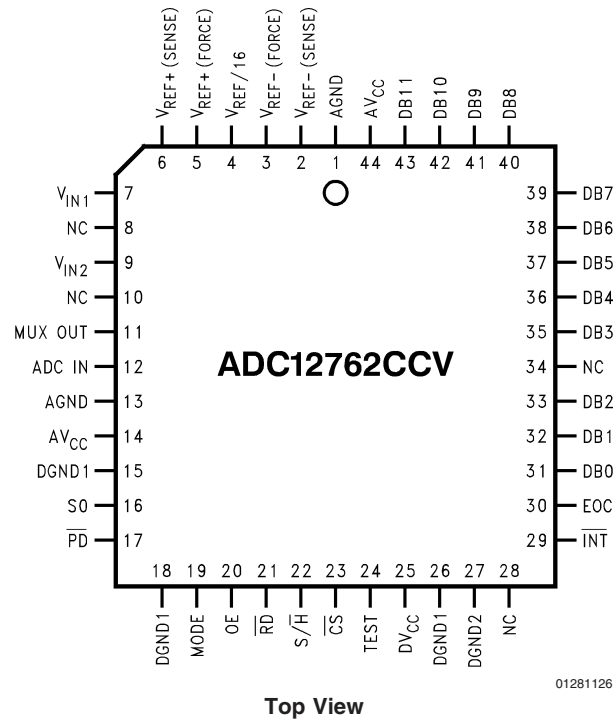 VREF+ (SENSE)
VREF+ (FORCE)
VREF/16
VREF- (FORCE)
VREF- (SENSE)
AGND
AVCC
DB11
DB10
DB9
DB8
6 5 4 3 2 1 44 43 42 41 40
VIN1 7
NC 8
VIN2 9
NC 10
MUX OUT 11
ADC IN 12
AGND 13
AVCC 14
DGND1 15
S0 16
P̅D̅ 17
ADC12762CCV
39 DB7
38 DB6
37 DB5
36 DB4
35 DB3
34 NC
33 DB2
32 DB1
31 DB0
30 EOC
29 I̅N̅T̅
18 19 20 21 22 23 24 25 26 27 28
DGND1
MODE
OE
R̅D̅
S/H̅
C̅S̅
TEST
DVCC
DGND1
DGND2
NC
01281126
Top View